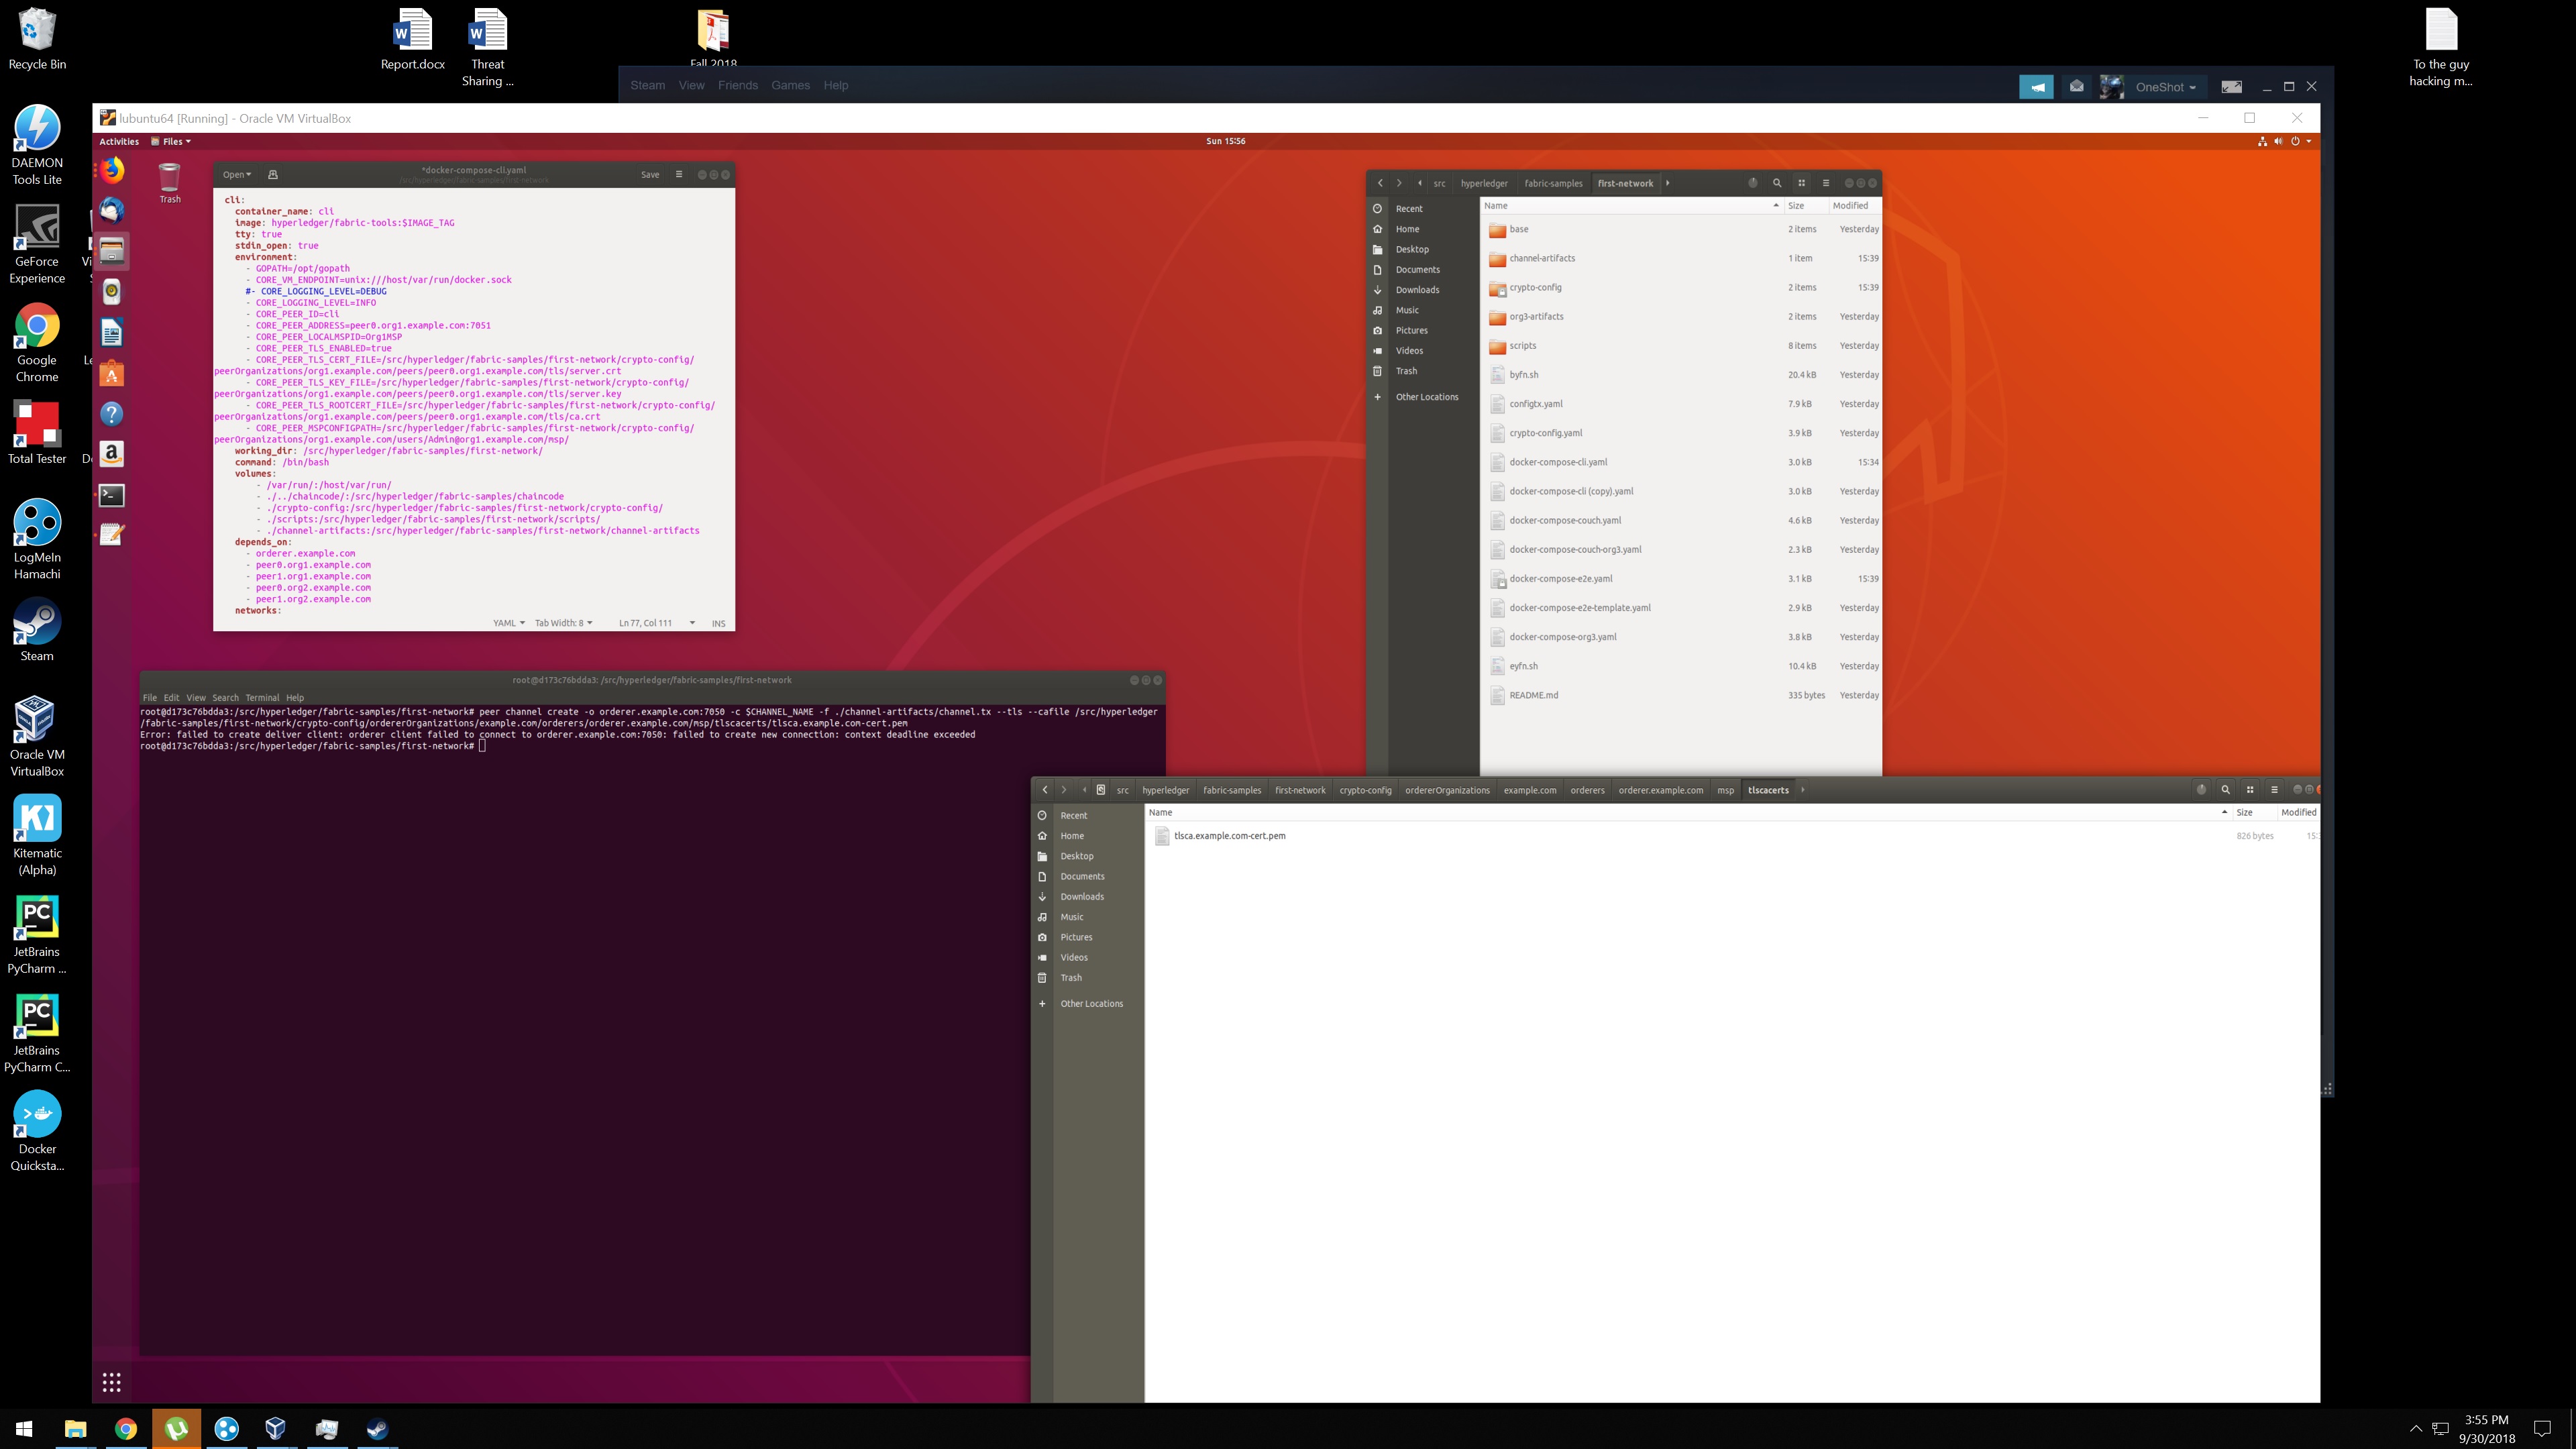 Recycle Bin
Report.docx
Threat
Sharing ...
Fall 2018
To the guy
hacking m...
Steam View Friends Games Help
OneShot
lubuntu64 [Running] - Oracle VM VirtualBox
Activities Files
Sun 15:56
DAEMON
Tools Lite
GeForce
Experience
Google
Chrome
Total Tester
LogMeIn
Hamachi
Steam
Oracle VM
VirtualBox
Kitematic
(Alpha)
JetBrains
PyCharm ...
JetBrains
PyCharm C...
Docker
Quicksta...
Trash
Open
*docker-compose-cli.yaml
/src/hyperledger/fabric-samples/first-network
Save
cli:
container_name: cli
image: hyperledger/fabric-tools:$IMAGE_TAG
tty: true
stdin_open: true
environment:
- GOPATH=/opt/gopath
- CORE_VM_ENDPOINT=unix:///host/var/run/docker.sock
#- CORE_LOGGING_LEVEL=DEBUG
- CORE_LOGGING_LEVEL=INFO
- CORE_PEER_ID=cli
- CORE_PEER_ADDRESS=peer0.org1.example.com:7051
- CORE_PEER_LOCALMSPID=Org1MSP
- CORE_PEER_TLS_ENABLED=true
- CORE_PEER_TLS_CERT_FILE=/src/hyperledger/fabric-samples/first-network/crypto-config/
peerOrganizations/org1.example.com/peers/peer0.org1.example.com/tls/server.crt
- CORE_PEER_TLS_KEY_FILE=/src/hyperledger/fabric-samples/first-network/crypto-config/
peerOrganizations/org1.example.com/peers/peer0.org1.example.com/tls/server.key
- CORE_PEER_TLS_ROOTCERT_FILE=/src/hyperledger/fabric-samples/first-network/crypto-config/
peerOrganizations/org1.example.com/peers/peer0.org1.example.com/tls/ca.crt
- CORE_PEER_MSPCONFIGPATH=/src/hyperledger/fabric-samples/first-network/crypto-config/
peerOrganizations/org1.example.com/users/Admin@org1.example.com/msp/
working_dir: /src/hyperledger/fabric-samples/first-network/
command: /bin/bash
volumes:
- /var/run/:/host/var/run/
- ./../chaincode/:/src/hyperledger/fabric-samples/chaincode
- ./crypto-config:/src/hyperledger/fabric-samples/first-network/crypto-config/
- ./scripts:/src/hyperledger/fabric-samples/first-network/scripts/
- ./channel-artifacts:/src/hyperledger/fabric-samples/first-network/channel-artifacts
depends_on:
- orderer.example.com
- peer0.org1.example.com
- peer1.org1.example.com
- peer0.org2.example.com
- peer1.org2.example.com
networks:
YAML Tab Width: 8 Ln 77, Col 111 INS
src hyperledger fabric-samples first-network
Recent
Home
Desktop
Documents
Downloads
Music
Pictures
Videos
Trash
Other Locations
Name Size Modified
base 2 items Yesterday
channel-artifacts 1 item 15:39
crypto-config 2 items 15:39
org3-artifacts 2 items Yesterday
scripts 8 items Yesterday
byfn.sh 20.4 kB Yesterday
configtx.yaml 7.9 kB Yesterday
crypto-config.yaml 3.9 kB Yesterday
docker-compose-cli.yaml 3.0 kB 15:34
docker-compose-cli (copy).yaml 3.0 kB Yesterday
docker-compose-couch.yaml 4.6 kB Yesterday
docker-compose-couch-org3.yaml 2.3 kB Yesterday
docker-compose-e2e.yaml 3.1 kB 15:39
docker-compose-e2e-template.yaml 2.9 kB Yesterday
docker-compose-org3.yaml 3.8 kB Yesterday
eyfn.sh 10.4 kB Yesterday
README.md 335 bytes Yesterday
root@d173c76bdda3: /src/hyperledger/fabric-samples/first-network
File Edit View Search Terminal Help
root@d173c76bdda3:/src/hyperledger/fabric-samples/first-network# peer channel create -o orderer.example.com:7050 -c $CHANNEL_NAME -f ./channel-artifacts/channel.tx --tls --cafile /src/hyperledger
/fabric-samples/first-network/crypto-config/ordererOrganizations/example.com/orderers/orderer.example.com/msp/tlscacerts/tlsca.example.com-cert.pem
Error: failed to create deliver client: orderer client failed to connect to orderer.example.com:7050: failed to create new connection: context deadline exceeded
root@d173c76bdda3:/src/hyperledger/fabric-samples/first-network#
src hyperledger fabric-samples first-network crypto-config ordererOrganizations example.com orderers orderer.example.com msp tlscacerts
Recent
Home
Desktop
Documents
Downloads
Music
Pictures
Videos
Trash
Other Locations
Name Size Modified
tlsca.example.com-cert.pem 826 bytes
3:55 PM
9/30/2018